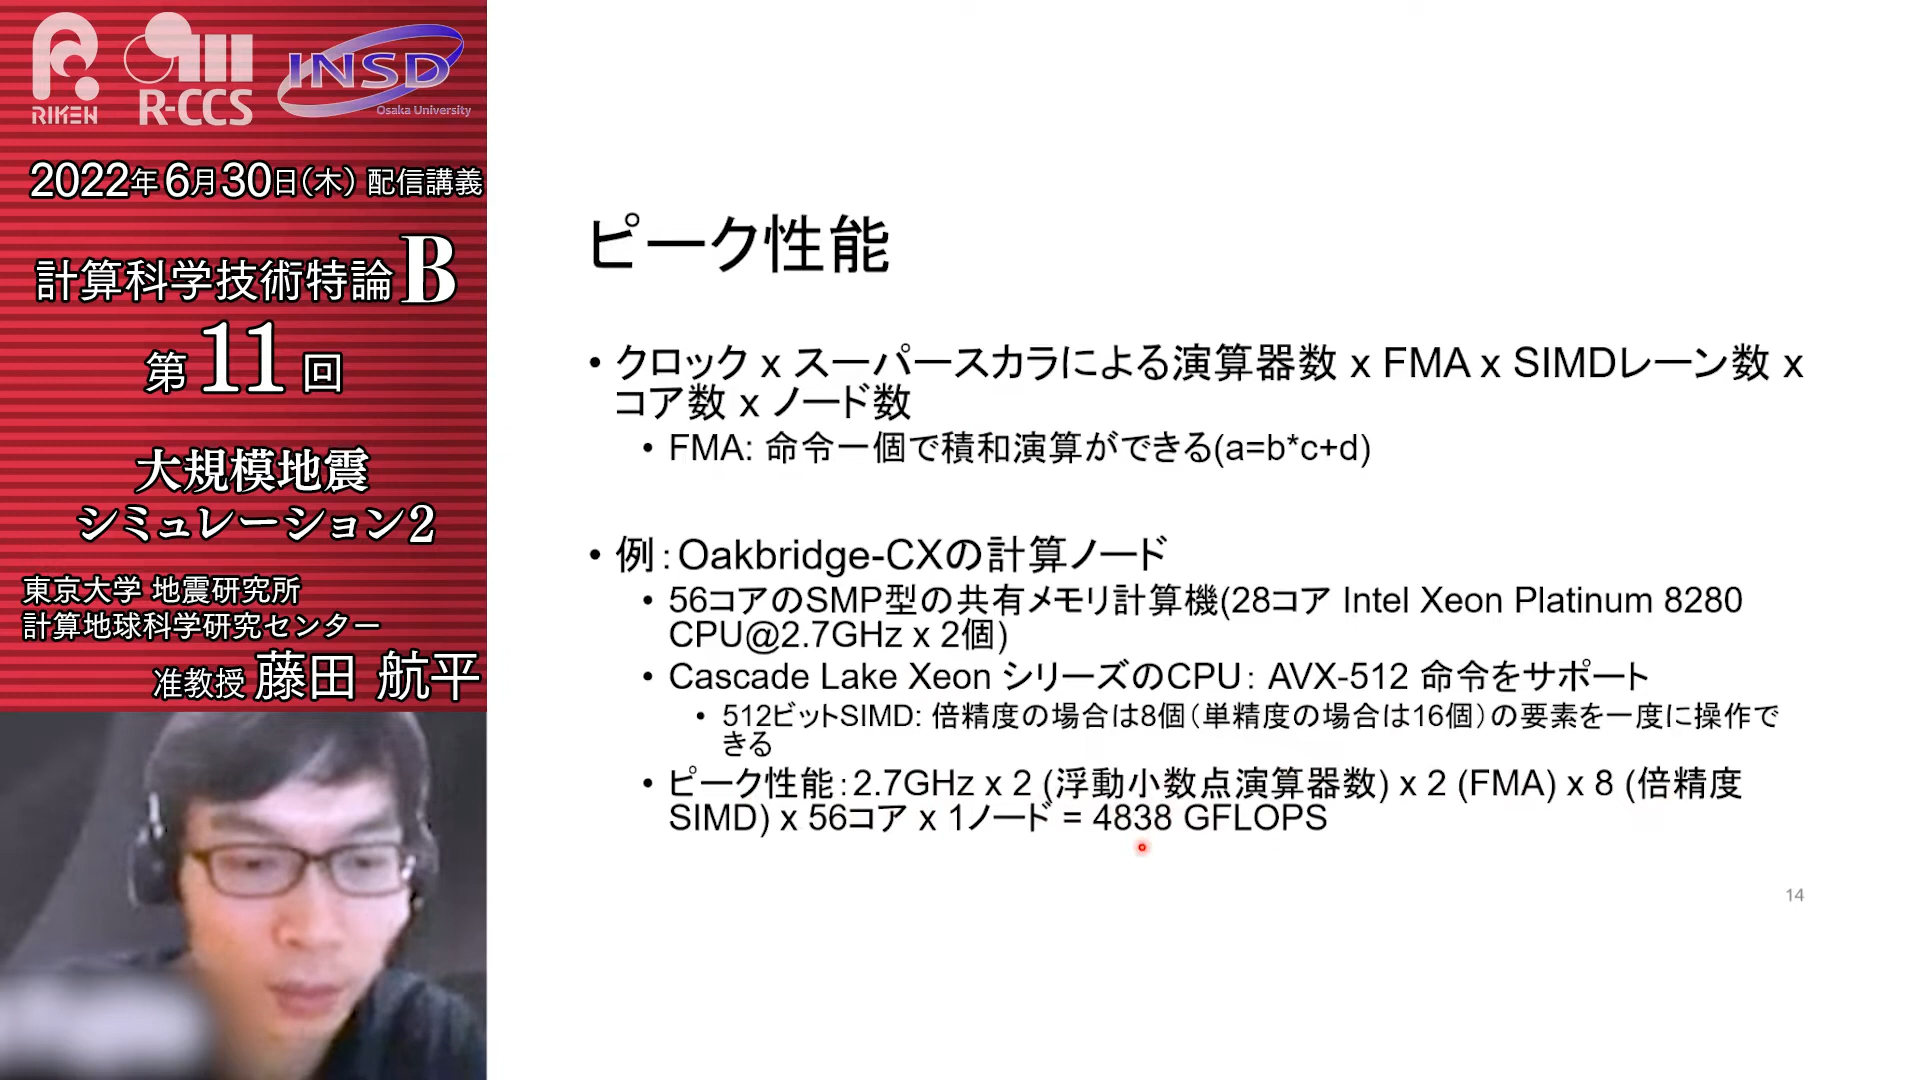 RIKEN
R-CCS
INSD
Osaka University
2022年6月30日(木) 配信講義
計算科学技術特論B
第11回
大規模地震
シミュレーション2
東京大学 地震研究所
計算地球科学研究センター
准教授 藤田 航平
ピーク性能
• クロック x スーパースカラによる演算器数 x FMA x SIMDレーン数 x
コア数 x ノード数
• FMA: 命令一個で積和演算ができる(a=b*c+d)
• 例：Oakbridge-CXの計算ノード
• 56コアのSMP型の共有メモリ計算機(28コア Intel Xeon Platinum 8280
CPU@2.7GHz x 2個)
• Cascade Lake Xeon シリーズのCPU： AVX-512 命令をサポート
• 512ビットSIMD: 倍精度の場合は8個（単精度の場合は16個）の要素を一度に操作で
きる
• ピーク性能：2.7GHz x 2 (浮動小数点演算器数) x 2 (FMA) x 8 (倍精度
SIMD) x 56コア x 1ノード = 4838 GFLOPS
14